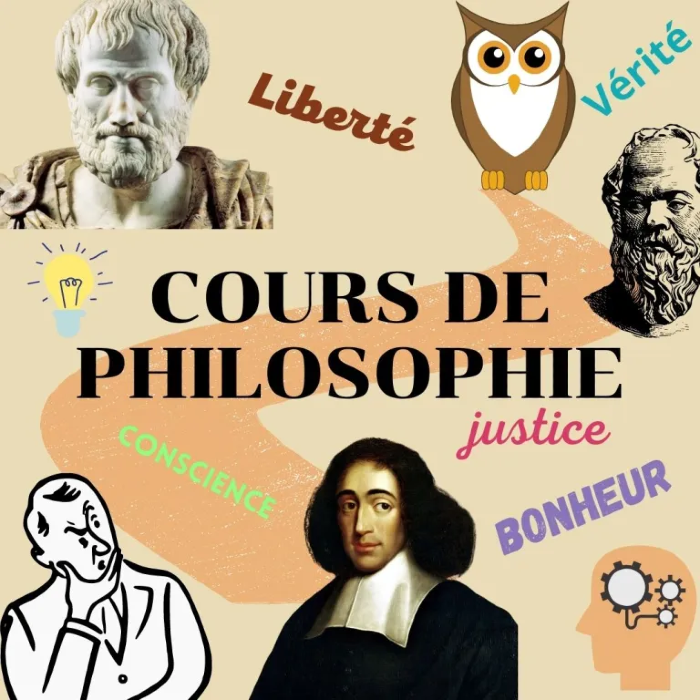 Liberté
Vérité
COURS DE
PHILOSOPHIE
justice
CONSCIENCE
BONHEUR